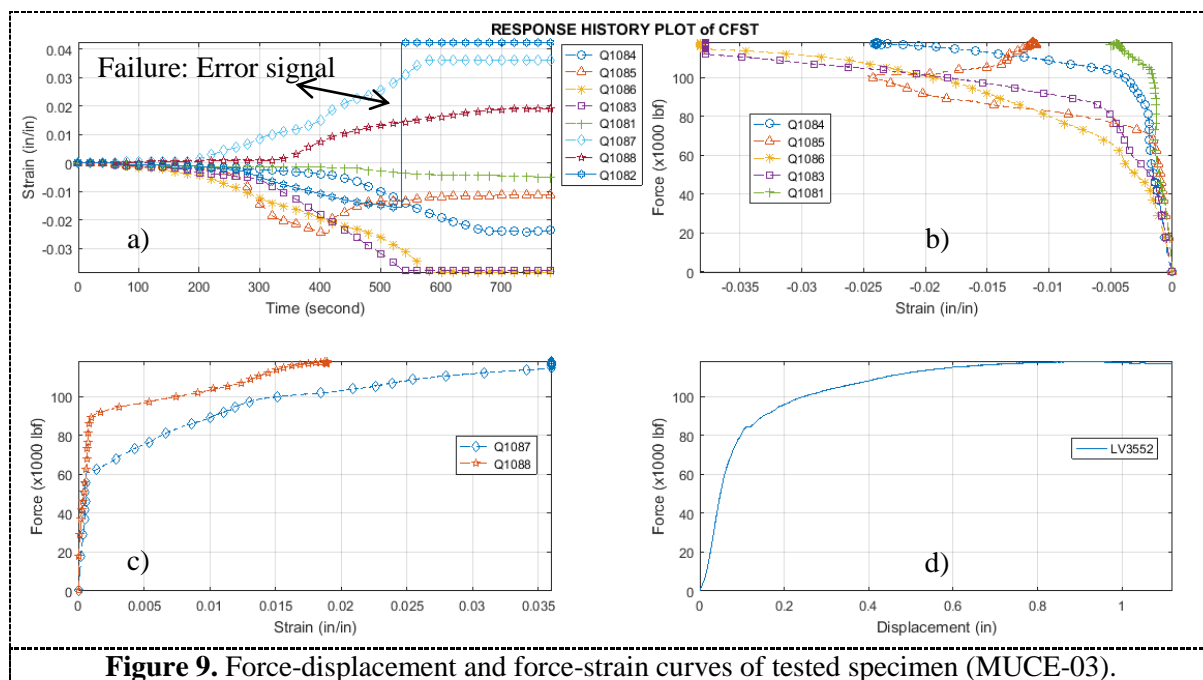 RESPONSE HISTORY PLOT of CFST
0.04
0.03
0.02
0.01
0
-0.01
-0.02
-0.03
Strain (in/in)
Failure: Error signal
a)
0
100
200
300
400
500
600
700
Time (second)
Q1084
Q1085
Q1086
Q1083
Q1081
Q1087
Q1088
Q1082
100
80
60
40
20
0
Force (x1000 lbf)
Q1084
Q1085
Q1086
Q1083
Q1081
b)
-0.035
-0.03
-0.025
-0.02
-0.015
-0.01
-0.005
0
Strain (in/in)
100
80
60
40
20
0
Force (x1000 lbf)
Q1087
Q1088
c)
0
0.005
0.01
0.015
0.02
0.025
0.03
0.035
Strain (in/in)
100
80
60
40
20
0
Force (x1000 lbf)
LV3552
d)
0
0.2
0.4
0.6
0.8
1
Displacement (in)
Figure 9. Force-displacement and force-strain curves of tested specimen (MUCE-03).